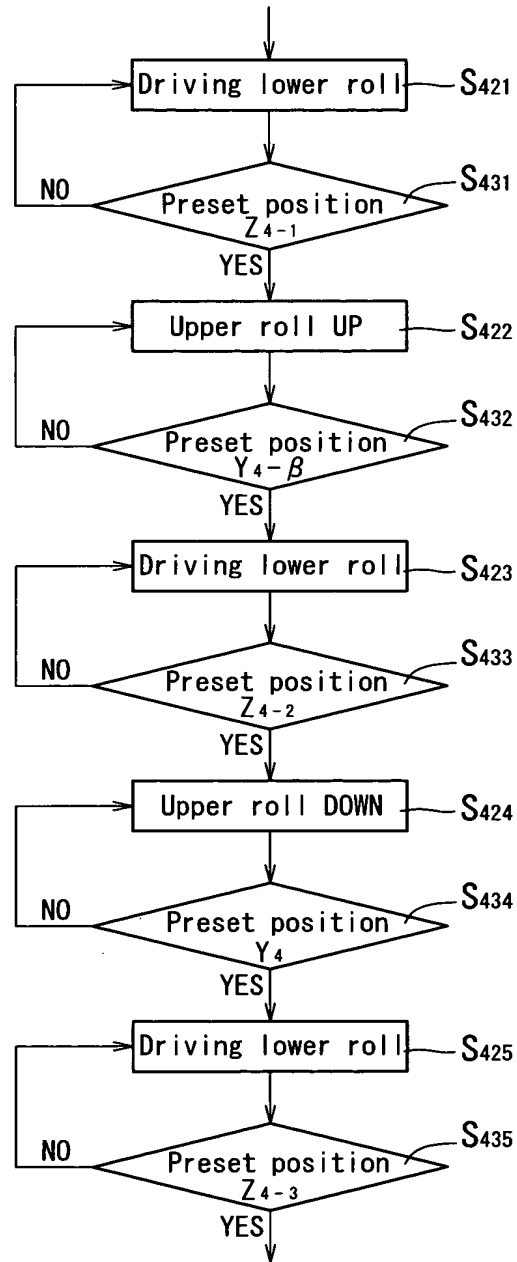 Driving lower roll
S421
NO
Preset position
Z4-1
S431
YES
Upper roll UP
S422
NO
Preset position
Y4-β
S432
YES
Driving lower roll
S423
NO
Preset position
Z4-2
S433
YES
Upper roll DOWN
S424
NO
Preset position
Y4
S434
YES
Driving lower roll
S425
NO
Preset position
Z4-3
S435
YES